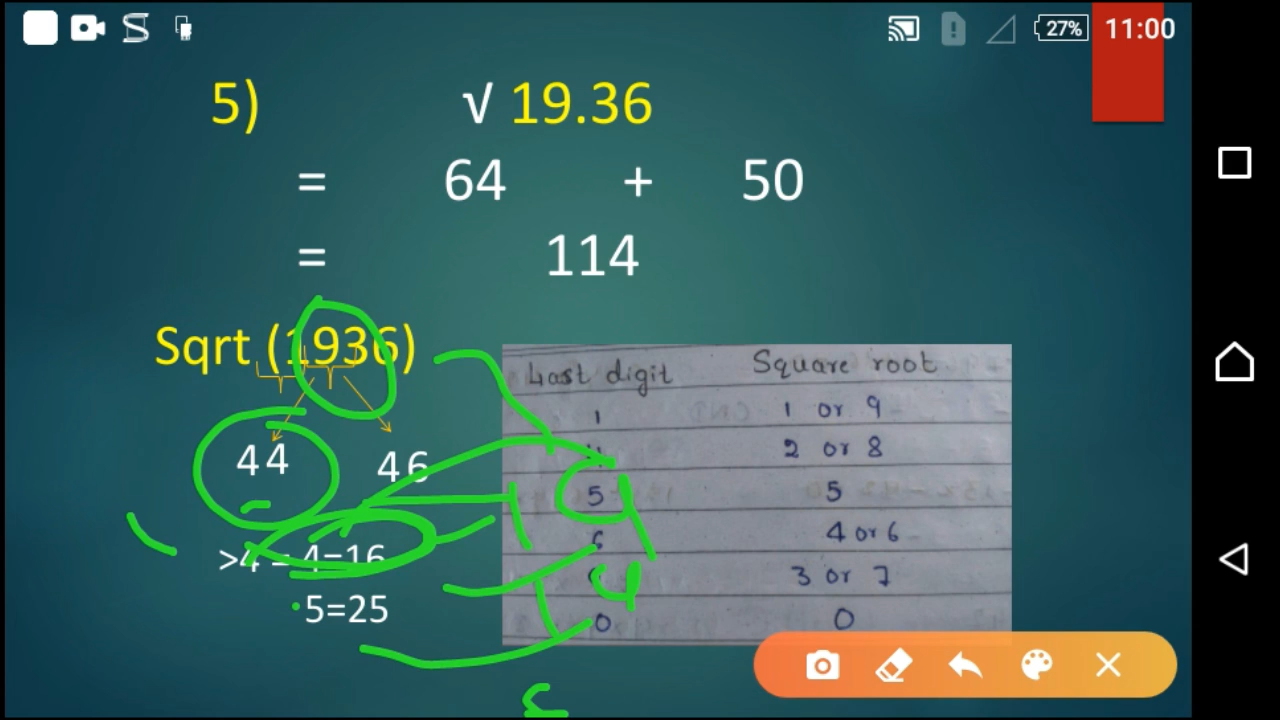 27% 11:00
5) √ 19.36
= 64 + 50
= 114
Sqrt (1936)
44 46
>4 = 4=16
5=25
Last digit Square root
1 1 or 9
4 2 or 8
5 5
6 4 or 6
3 or 7
0 0